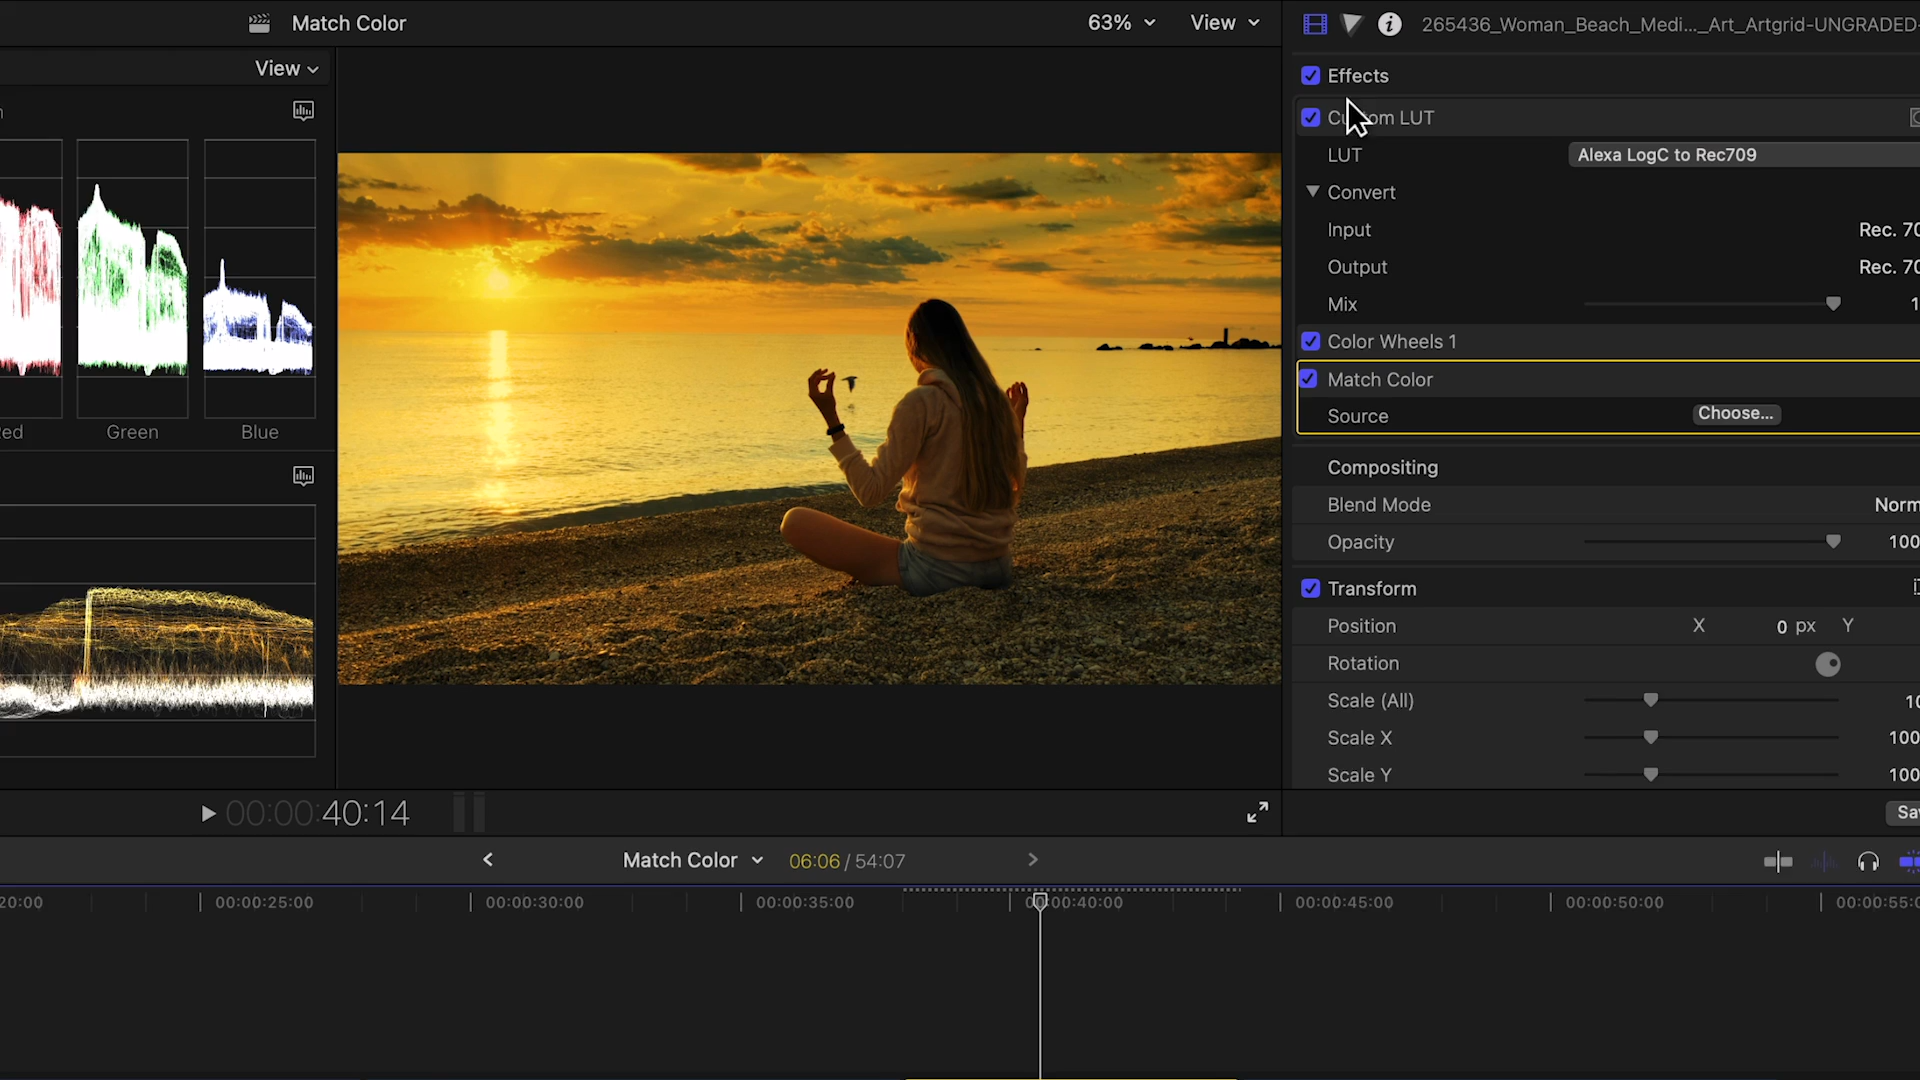 Match Color
63%
View
265436_Woman_Beach_Medi..._Art_Artgrid-UNGRADED-
View
Effects
Custom LUT
LUT
Alexa LogC to Rec709
Convert
Input
Rec. 70
Output
Rec. 70
Mix
1
Color Wheels 1
Match Color
Source
Choose...
ed
Green
Blue
Compositing
Blend Mode
Norm
Opacity
100
Transform
Position
X
0 px
Y
Rotation
Scale (All)
10
Scale X
100
Scale Y
100
00:00:40:14
Sav
Match Color
06:06 / 54:07
20:00
00:00:25:00
00:00:30:00
00:00:35:00
00:00:40:00
00:00:45:00
00:00:50:00
00:00:55:0